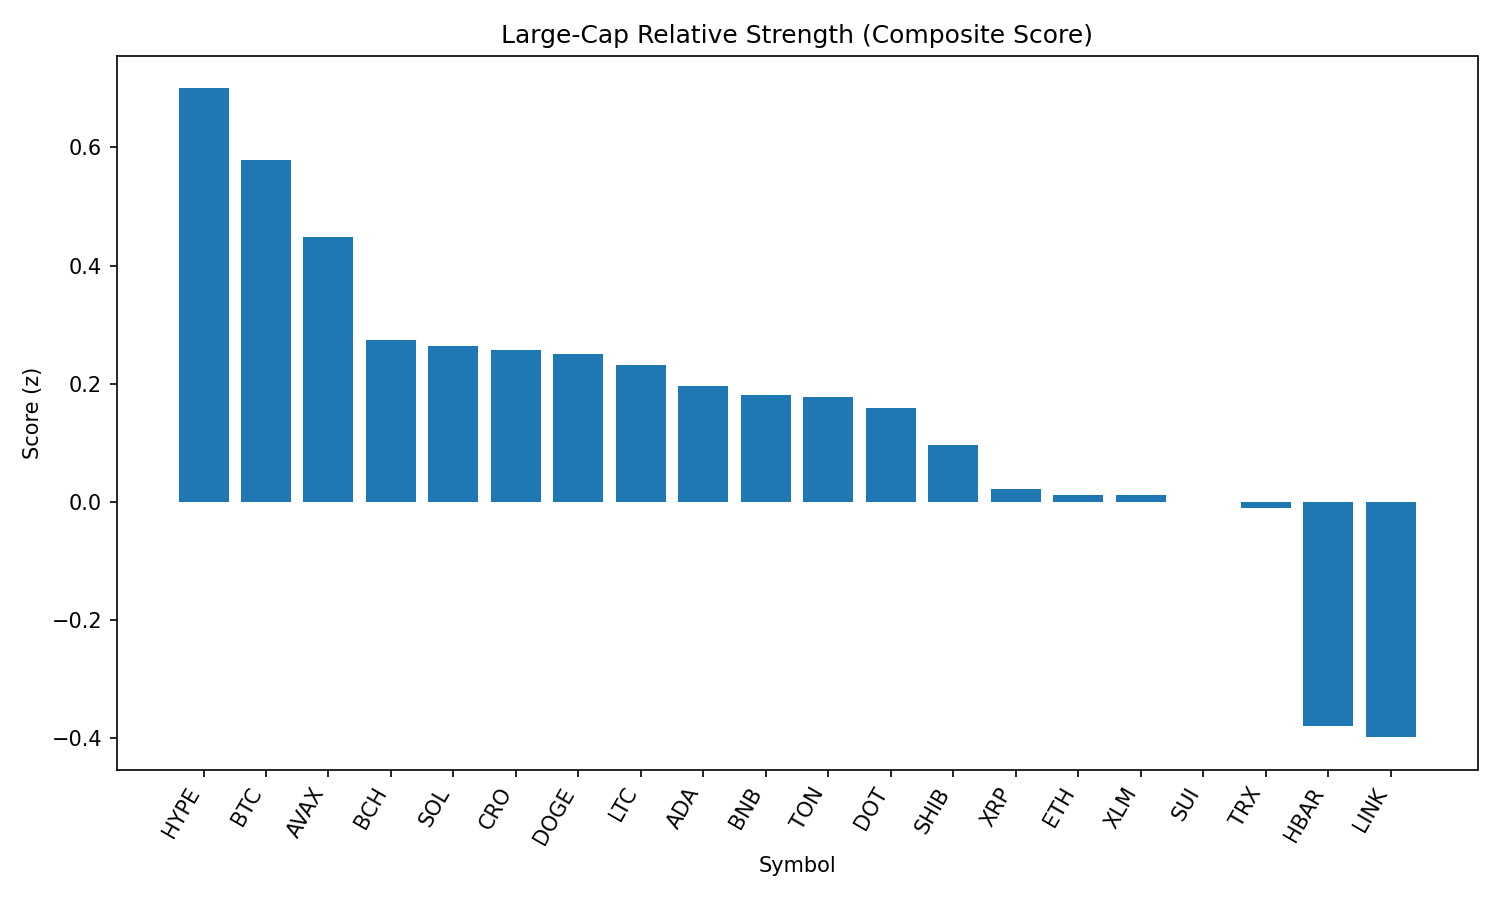 Large-Cap Relative Strength (Composite Score)
Score (z)
0.6
0.4
0.2
0.0
−0.2
−0.4
HYPE
BTC
AVAX
BCH
SOL
CRO
DOGE
LTC
ADA
BNB
TON
DOT
SHIB
XRP
ETH
XLM
SUI
TRX
HBAR
LINK
Symbol